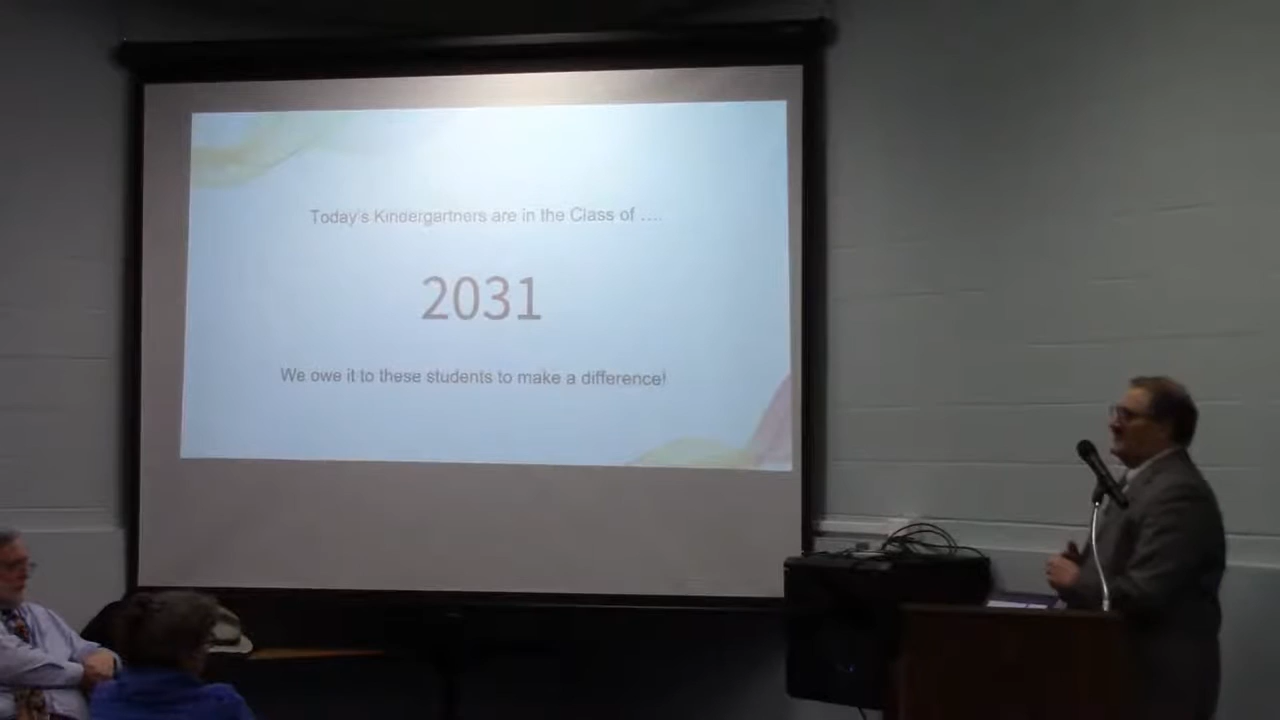 Today's Kindergartners are in the Class of ....
2031
We owe it to these students to make a difference!